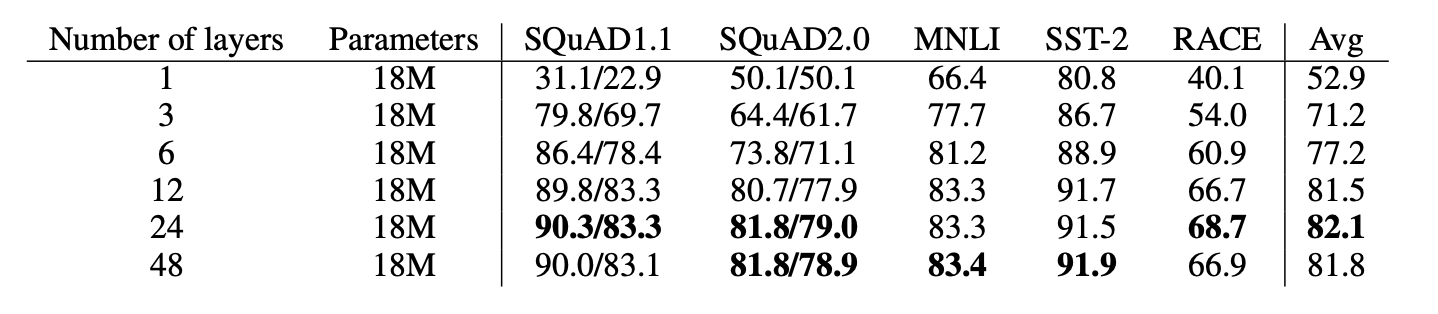 Number of layers Parameters SQuAD1.1 SQuAD2.0 MNLI SST-2 RACE Avg
1 18M 31.1/22.9 50.1/50.1 66.4 80.8 40.1 52.9
3 18M 79.8/69.7 64.4/61.7 77.7 86.7 54.0 71.2
6 18M 86.4/78.4 73.8/71.1 81.2 88.9 60.9 77.2
12 18M 89.8/83.3 80.7/77.9 83.3 91.7 66.7 81.5
24 18M 90.3/83.3 81.8/79.0 83.3 91.5 68.7 82.1
48 18M 90.0/83.1 81.8/78.9 83.4 91.9 66.9 81.8